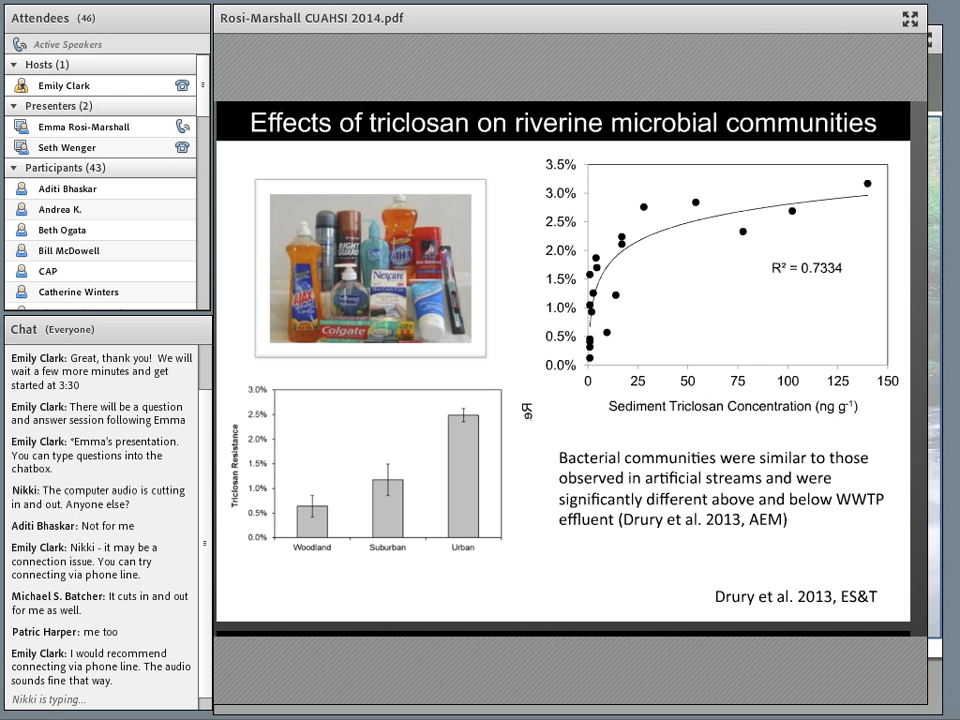 Attendees (46)
Active Speakers
Hosts (1)
Emily Clark
Presenters (2)
Emma Rosi-Marshall
Seth Wenger
Participants (43)
Aditi Bhaskar
Andrea K.
Beth Ogata
Bill McDowell
CAP
Catherine Winters
Chat (Everyone)
Emily Clark: Great, thank you! We will
wait a few more minutes and get
started at 3:30
Emily Clark: There will be a question
and answer session following Emma
Emily Clark: *Emma's presentation.
You can type questions into the
chatbox.
Nikki: The computer audio is cutting
in and out. Anyone else?
Aditi Bhaskar: Not for me
Emily Clark: Nikki - it may be a
connection issue. You can try
connecting via phone line.
Michael S. Batcher: It cuts in and out
for me as well.
Patric Harper: me too
Emily Clark: I would recommend
connecting via phone line. The audio
sounds fine that way.
Nikki is typing...
Rosi-Marshall CUAHSI 2014.pdf
Effects of triclosan on riverine microbial communities
RIGHT
GUARD
DAWN
AJAX
Nexcare
Colgate
3.5%
3.0%
2.5%
2.0%
1.5%
1.0%
0.5%
0.0%
R² = 0.7334
0 25 50 75 100 125 150
Sediment Triclosan Concentration (ng g-1)
Re
Triclosan Resistance
3.0%
2.5%
2.0%
1.5%
1.0%
0.5%
0.0%
Woodland Suburban Urban
Bacterial communities were similar to those
observed in artificial streams and were
significantly different above and below WWTP
effluent (Drury et al. 2013, AEM)
Drury et al. 2013, ES&T